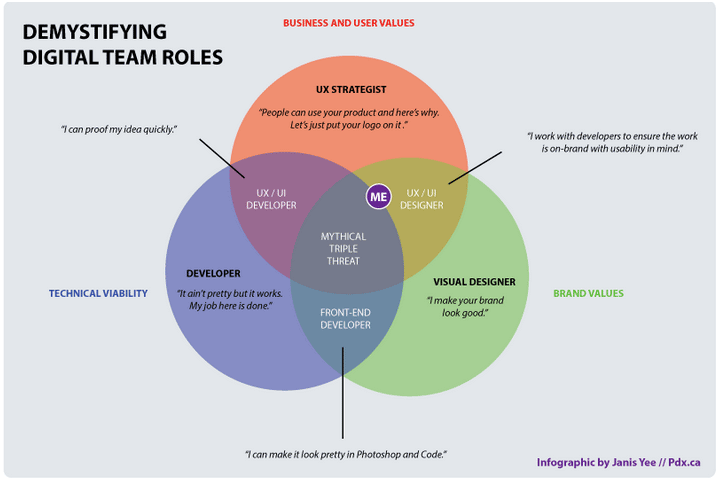 DEMYSTIFYING
DIGITAL TEAM ROLES
BUSINESS AND USER VALUES
UX STRATEGIST
“People can use your product and here’s why.
Let’s just put your logo on it .”
“I can proof my idea quickly.”
“I work with developers to ensure the work
is on-brand with usability in mind.”
UX / UI
DEVELOPER
ME
UX / UI
DESIGNER
MYTHICAL
TRIPLE
THREAT
DEVELOPER
“It ain’t pretty but it works.
My job here is done.”
VISUAL DESIGNER
“I make your brand
look good.”
TECHNICAL VIABILITY
BRAND VALUES
FRONT-END
DEVELOPER
“I can make it look pretty in Photoshop and Code.”
Infographic by Janis Yee // Pdx.ca